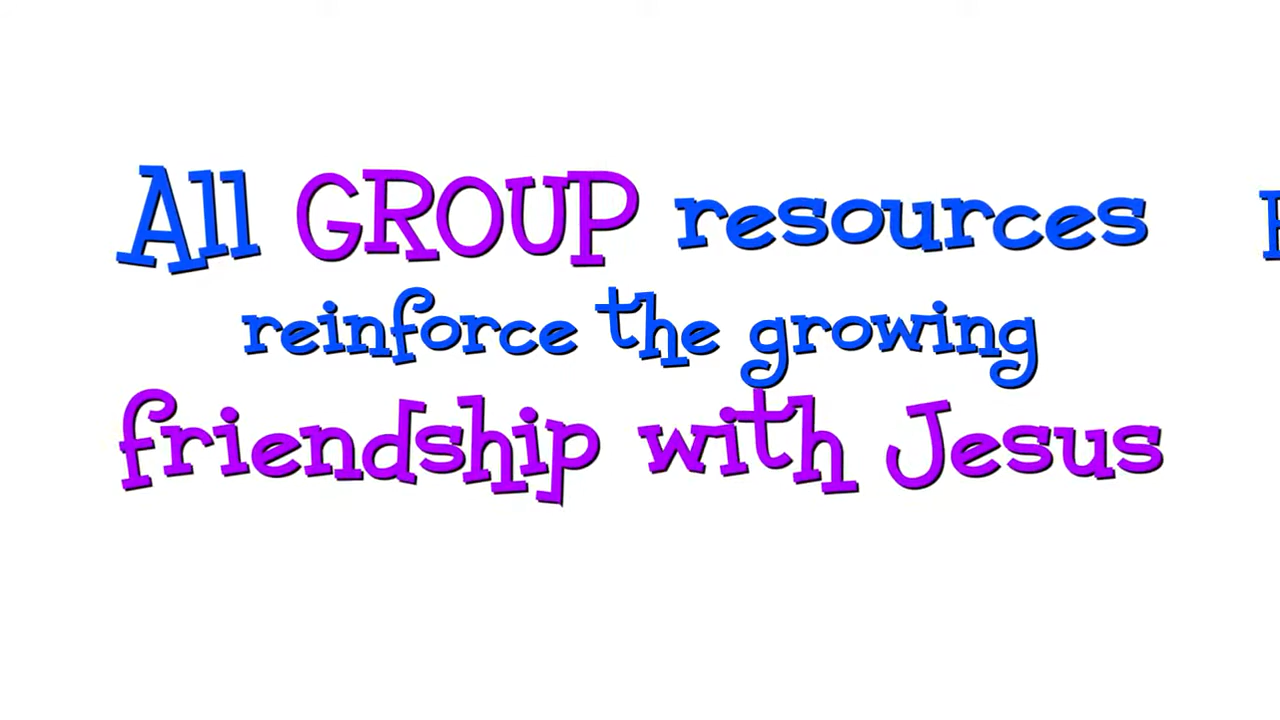 All GROUP resources
reinforce the growing
friendship with Jesus